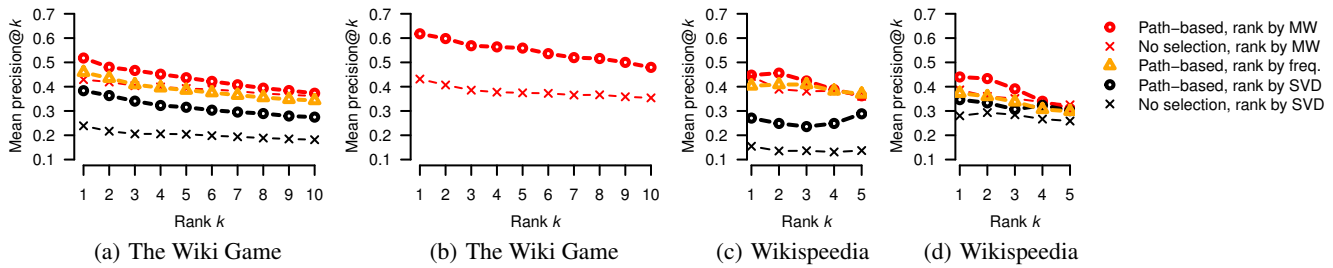 Mean precision@k
0.7
0.6
0.5
0.4
0.3
0.2
0.1
1 2 3 4 5 6 7 8 9 10
Rank k
(a) The Wiki Game
Mean precision@k
0.7
0.6
0.5
0.4
0.3
0.2
0.1
1 2 3 4 5 6 7 8 9 10
Rank k
(b) The Wiki Game
Mean precision@k
0.7
0.6
0.5
0.4
0.3
0.2
0.1
1 2 3 4 5
Rank k
(c) Wikispeedia
Mean precision@k
0.7
0.6
0.5
0.4
0.3
0.2
0.1
1 2 3 4 5
Rank k
(d) Wikispeedia
Path−based, rank by MW
No selection, rank by MW
Path−based, rank by freq.
Path−based, rank by SVD
No selection, rank by SVD